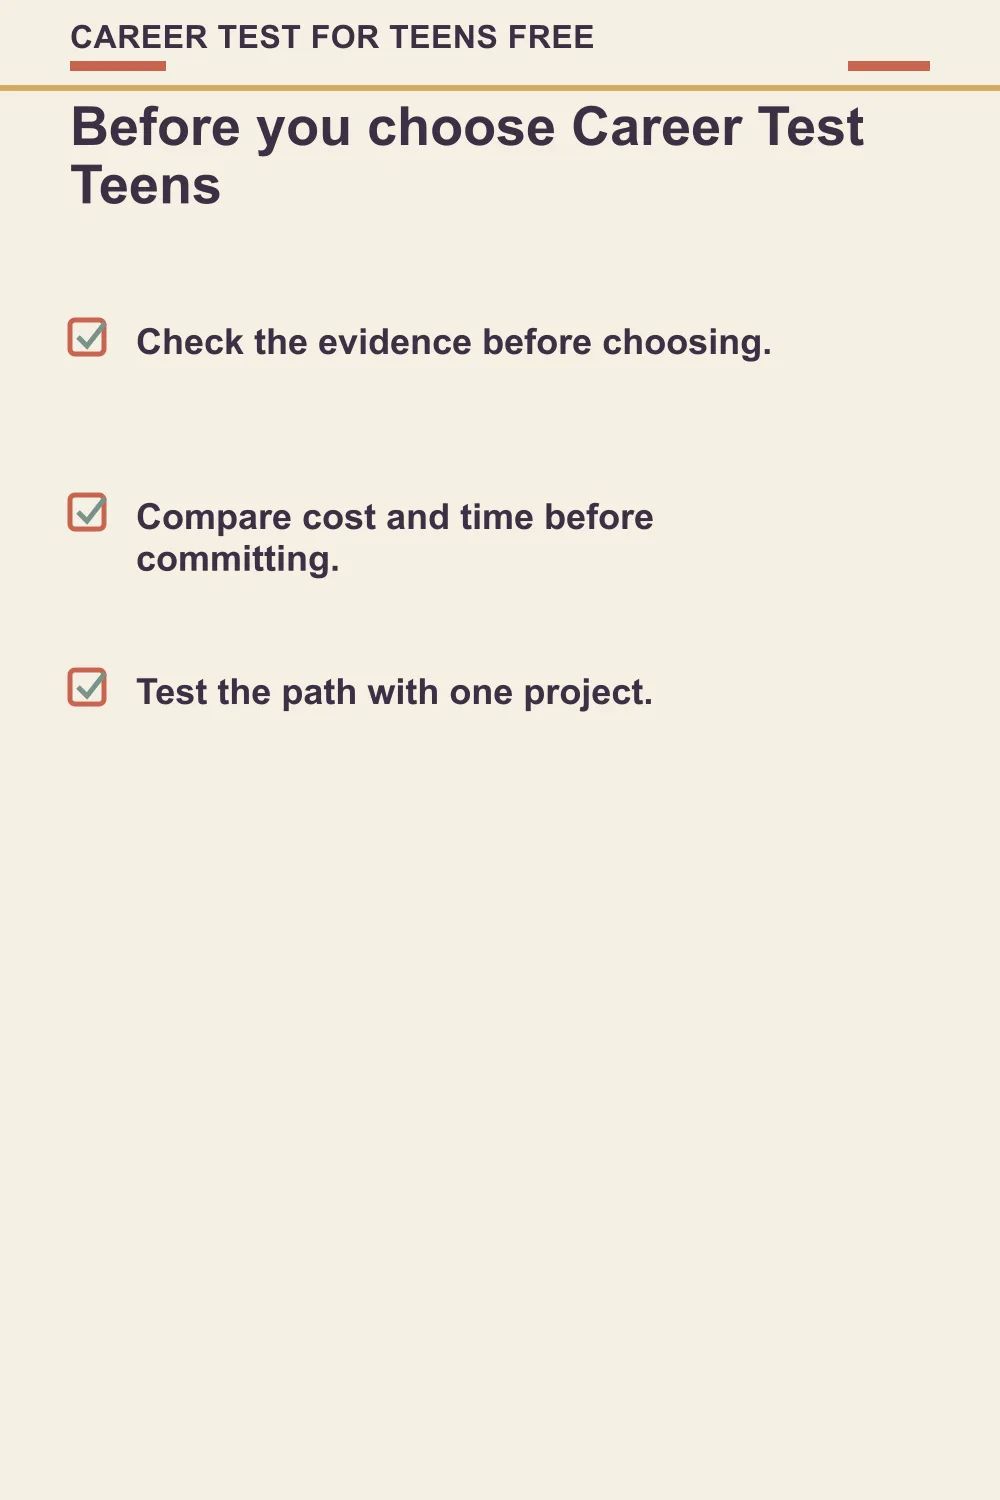 CAREER TEST FOR TEENS FREE
Before you choose Career Test
Teens
Check the evidence before choosing.
Compare cost and time before
committing.
Test the path with one project.